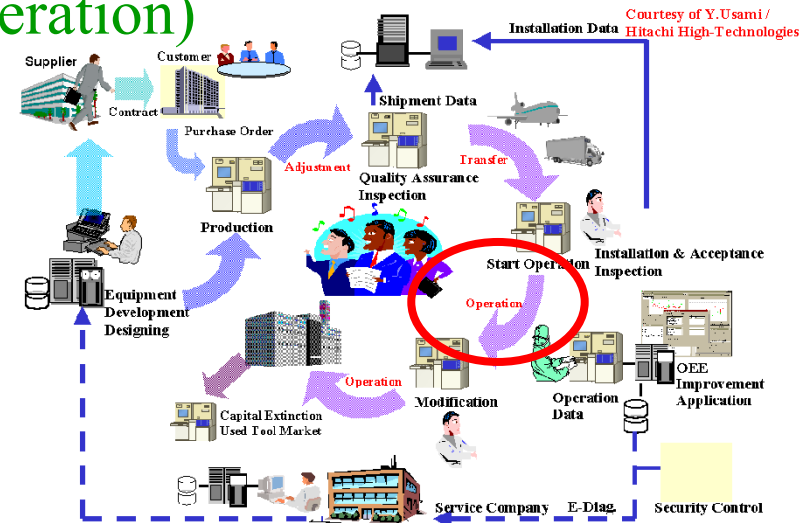 eration)
Courtesy of Y.Usami /
Hitachi High-Technologies
Installation Data
Supplier
Customer
Contract
Purchase Order
Shipment Data
Adjustment
Transfer
Quality Assurance
Inspection
Production
Start Operation
Installation & Acceptance
Inspection
Equipment
Development
Designing
Operation
OEE
Improvement
Application
Operation
Modification
Operation
Data
Capital Extinction
Used Tool Market
Service Company
E-Diag.
Security Control